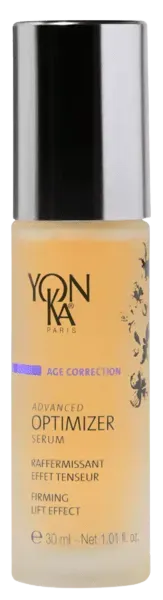 YON
KA®
PARIS
AGE CORRECTION
ADVANCED
OPTIMIZER
SERUM
RAFFERMISSANT
EFFET TENSEUR
FIRMING
LIFT EFFECT
℮ 30 ml - Net 1.01 fl. oz.